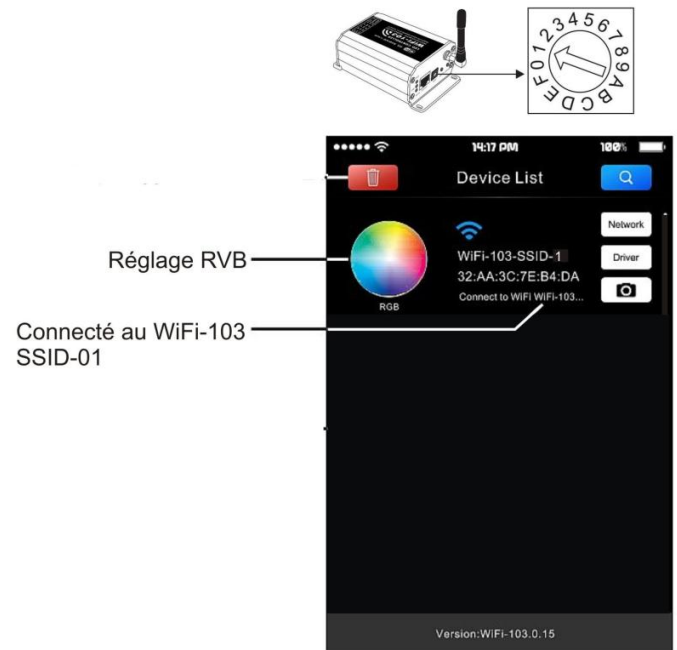 WiFi-103
0123456789ABCDEF
14:17 PM
100%
Device List
Réglage RVB
RGB
WiFi-103-SSID-1
32:AA:3C:7E:B4:DA
Connect to WiFi WiFi-103...
Network
Driver
Connecté au WiFi-103
SSID-01
Version:WiFi-103.0.15